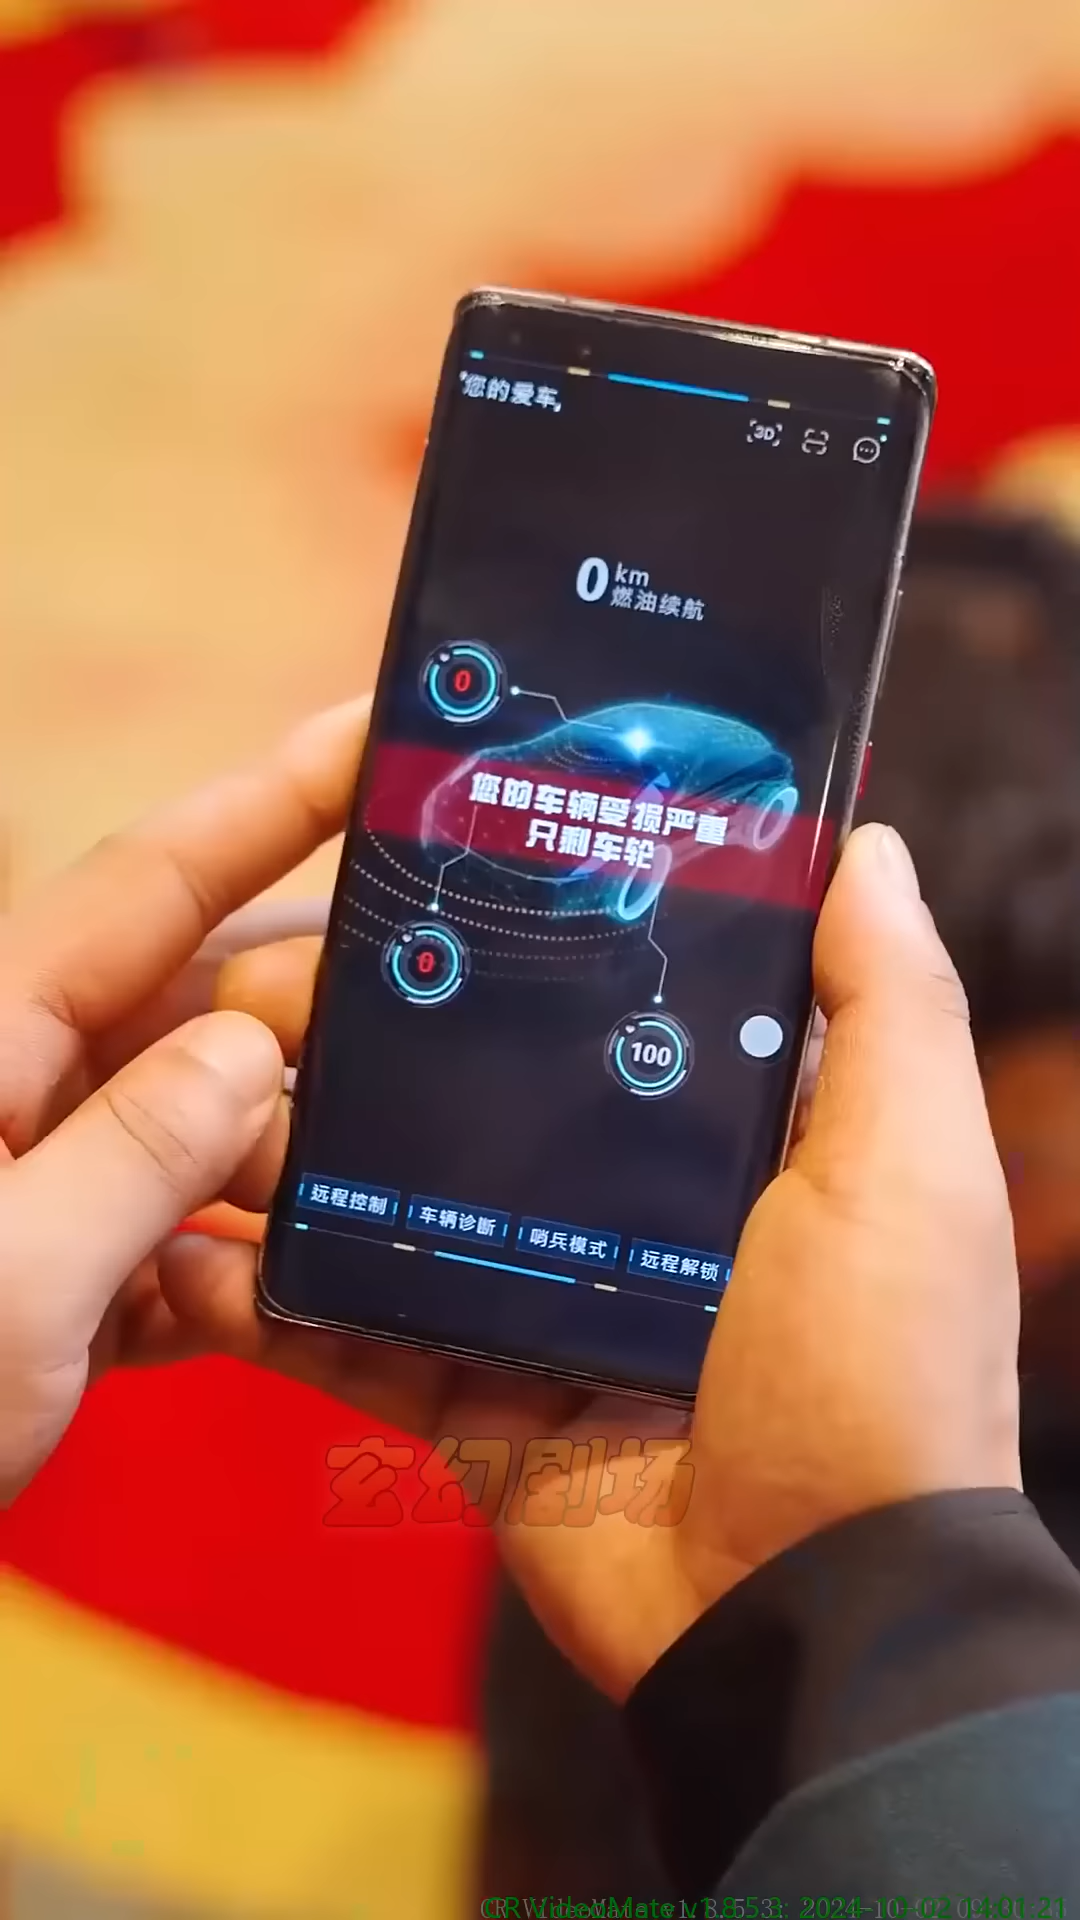 您的爱车
3D
0 km
燃油续航
0
您的车辆受损严重
只剩车轮
0
100
远程控制
车辆诊断
哨兵模式
远程解锁
玄幻剧场